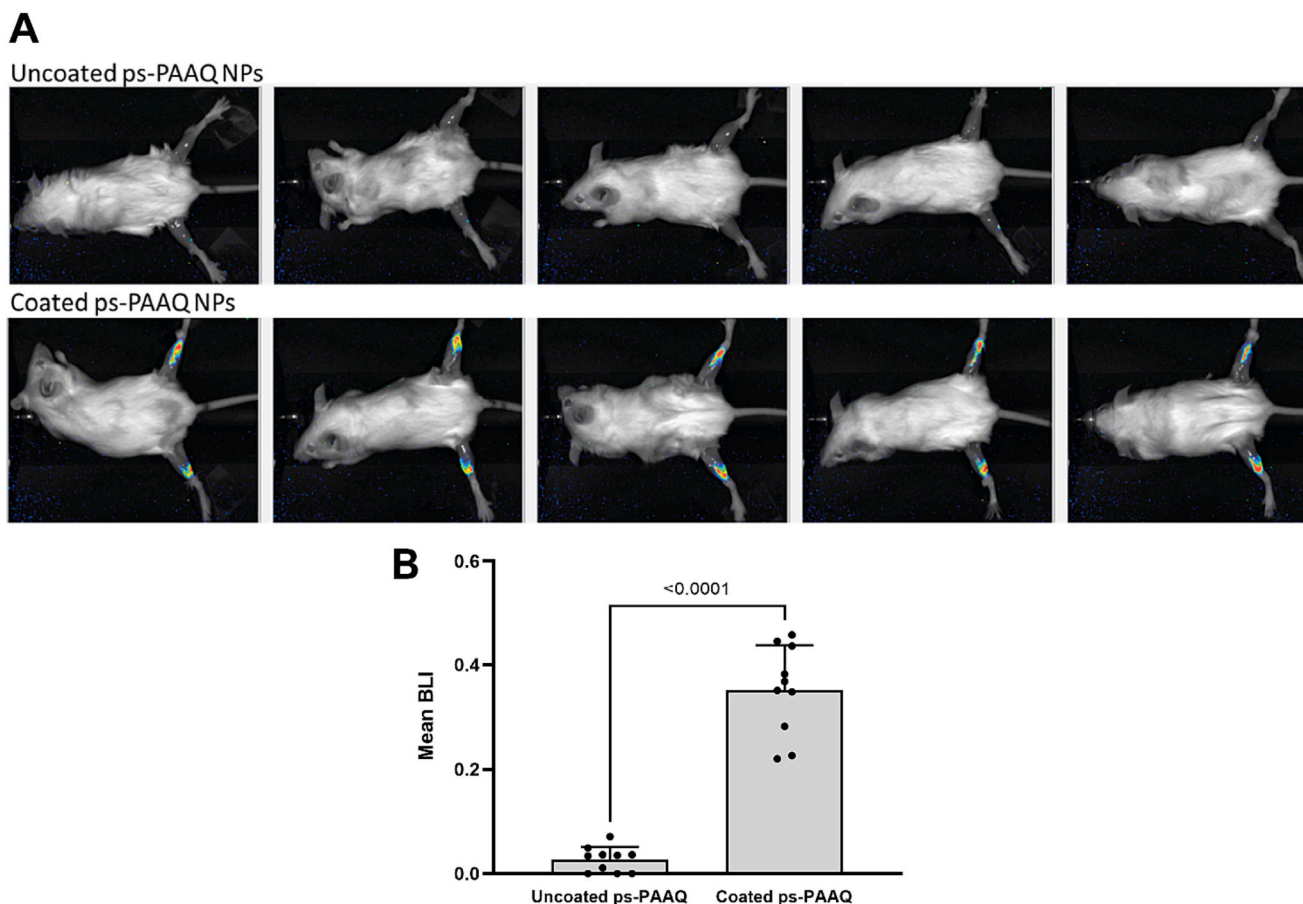 A
Uncoated ps-PAAQ NPs
Coated ps-PAAQ NPs
B
0.6
<0.0001
0.4
Mean BLI
0.2
0.0
Uncoated ps-PAAQ
Coated ps-PAAQ